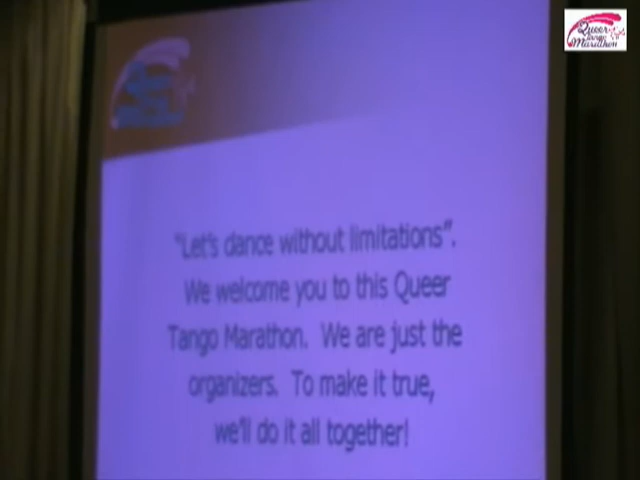 Queer
Tango
Marathon
"Let's dance without limitations".
We welcome you to this Queer
Tango Marathon. We are just the
organizers. To make it true,
we'll do it all together!